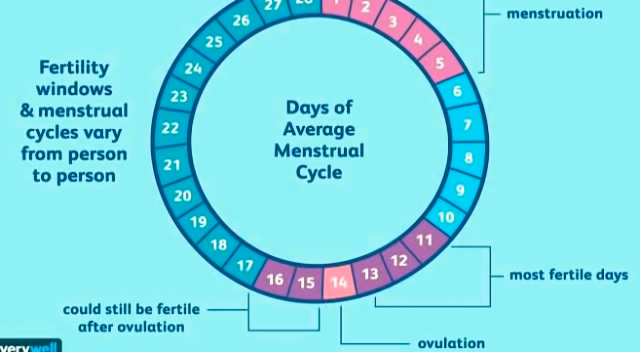 menstruation
Fertility
windows
& menstrual
cycles vary
from person
to person
Days of
Average
Menstrual
Cycle
1
2
3
4
5
6
7
8
9
10
11
12
13
14
15
16
17
18
19
20
21
22
23
24
25
26
27
28
most fertile days
could still be fertile
after ovulation
ovulation
verywell